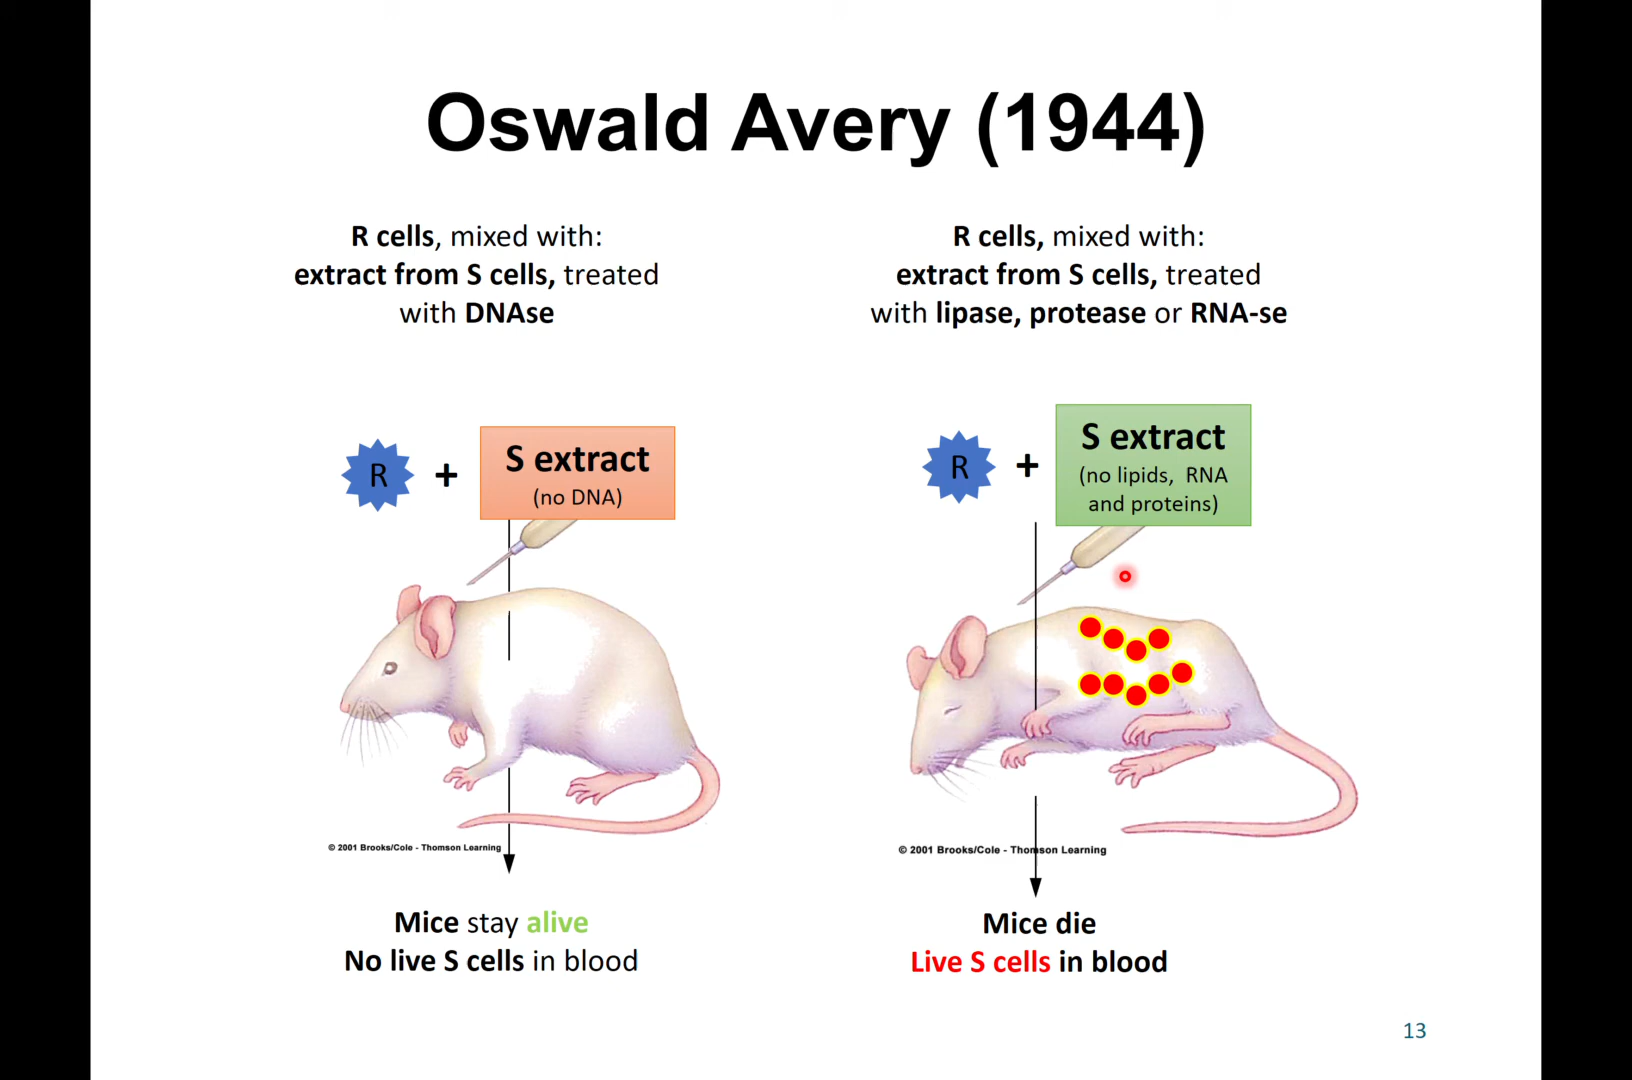 Oswald Avery (1944)
R cells, mixed with:
extract from S cells, treated
with DNAse
R cells, mixed with:
extract from S cells, treated
with lipase, protease or RNA-se
R + S extract
(no DNA)
R + S extract
(no lipids, RNA
and proteins)
© 2001 Brooks/Cole - Thomson Learning
© 2001 Brooks/Cole - Thomson Learning
Mice stay alive
No live S cells in blood
Mice die
Live S cells in blood
13